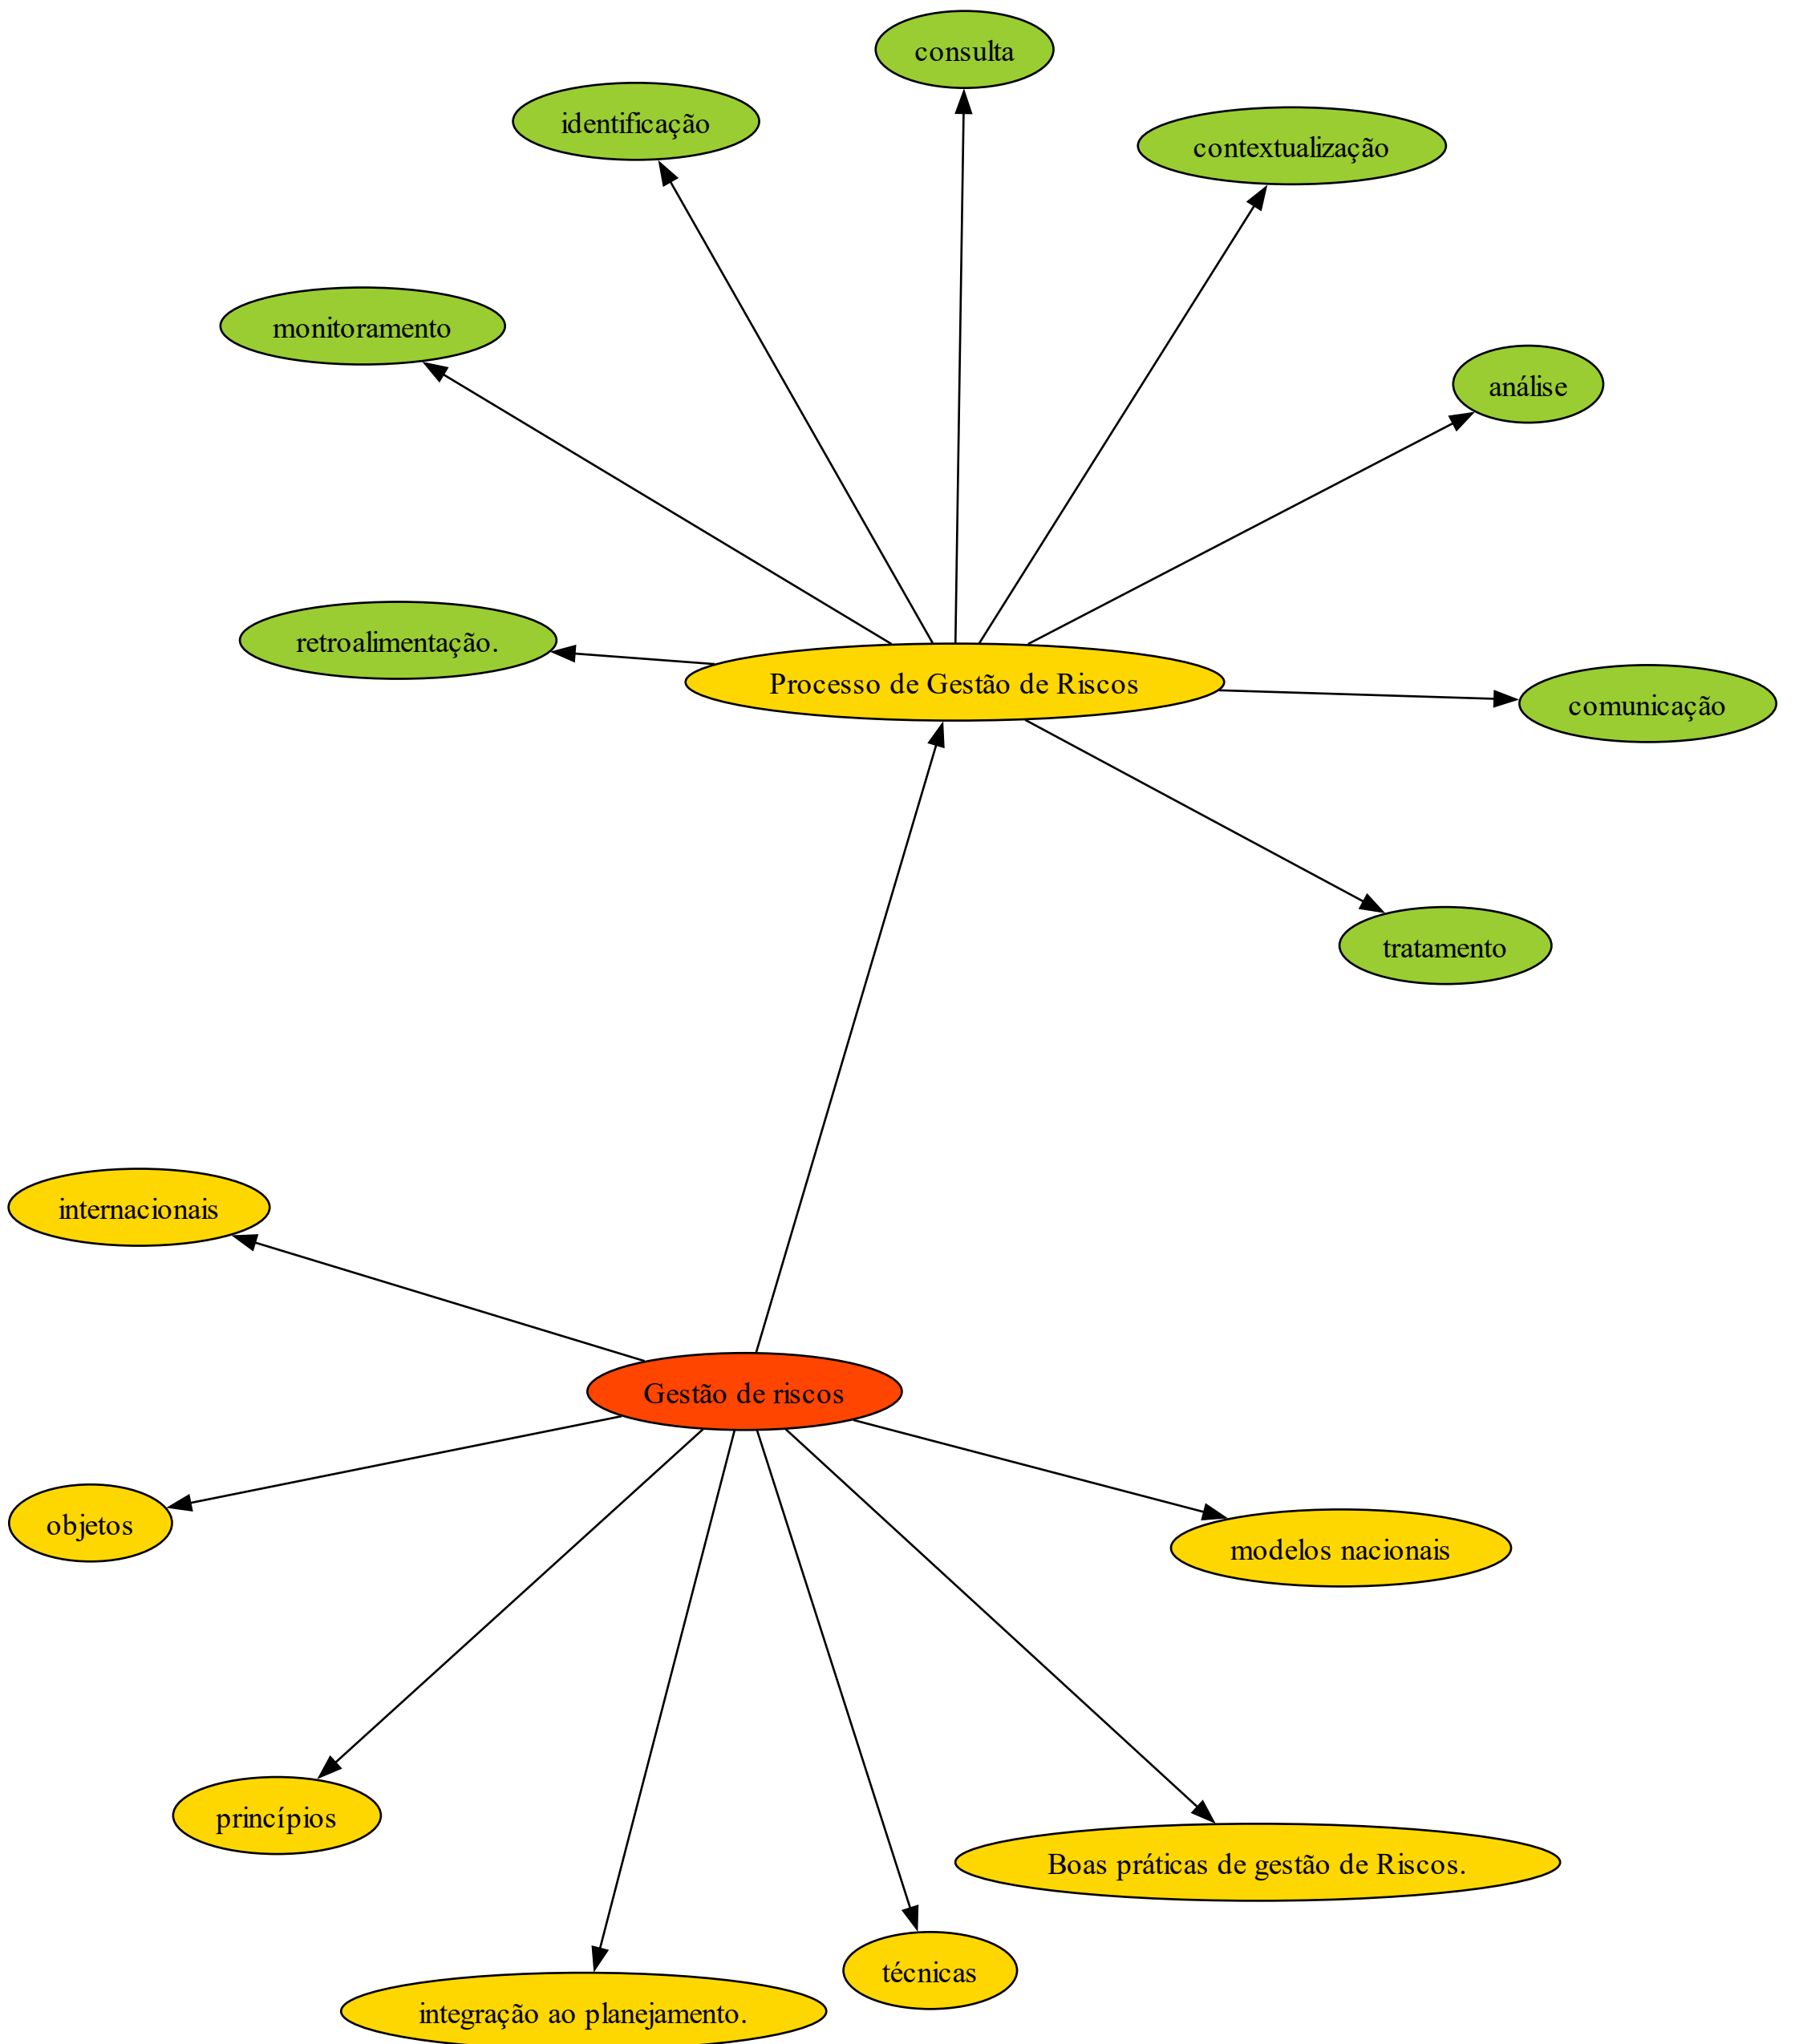 consulta
identificação
contextualização
monitoramento
análise
retroalimentação.
Processo de Gestão de Riscos
comunicação
tratamento
internacionais
Gestão de riscos
objetos
modelos nacionais
princípios
Boas práticas de gestão de Riscos.
técnicas
integração ao planejamento.